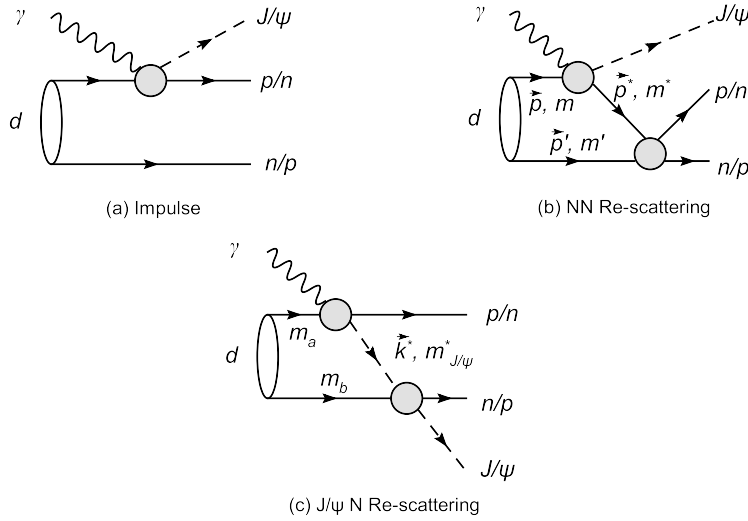 γ
J/ψ
p/n
d
n/p
(a) Impulse
γ
J/ψ
p⃗, m
p⃗*, m*
p/n
d
p⃗', m'
n/p
(b) NN Re-scattering
γ
p/n
m_a
k⃗*, m*_J/ψ
d
m_b
n/p
J/ψ
(c) J/ψ N Re-scattering